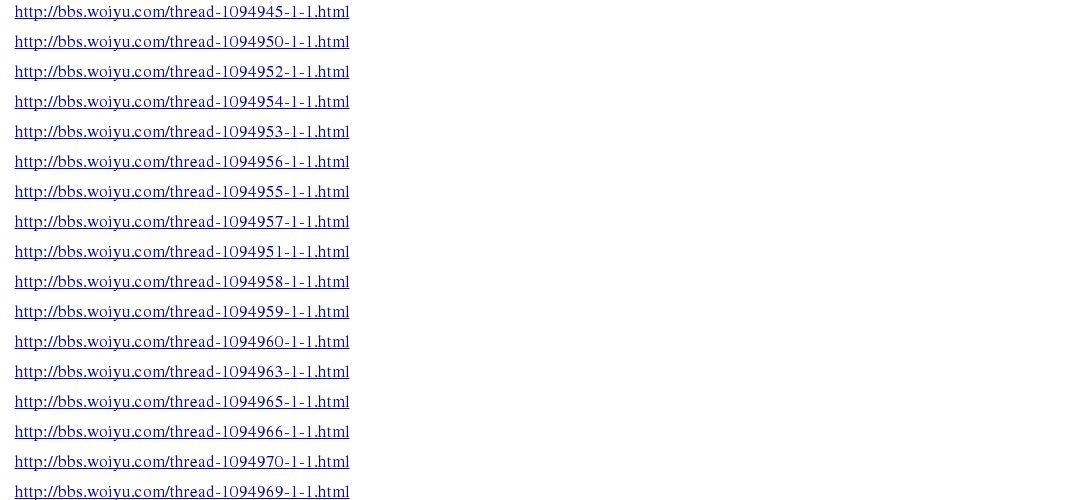 http://bbs.woiyu.com/thread-1094945-1-1.html
http://bbs.woiyu.com/thread-1094950-1-1.html
http://bbs.woiyu.com/thread-1094952-1-1.html
http://bbs.woiyu.com/thread-1094954-1-1.html
http://bbs.woiyu.com/thread-1094953-1-1.html
http://bbs.woiyu.com/thread-1094956-1-1.html
http://bbs.woiyu.com/thread-1094955-1-1.html
http://bbs.woiyu.com/thread-1094957-1-1.html
http://bbs.woiyu.com/thread-1094951-1-1.html
http://bbs.woiyu.com/thread-1094958-1-1.html
http://bbs.woiyu.com/thread-1094959-1-1.html
http://bbs.woiyu.com/thread-1094960-1-1.html
http://bbs.woiyu.com/thread-1094963-1-1.html
http://bbs.woiyu.com/thread-1094965-1-1.html
http://bbs.woiyu.com/thread-1094966-1-1.html
http://bbs.woiyu.com/thread-1094970-1-1.html
http://bbs.woiyu.com/thread-1094969-1-1.html